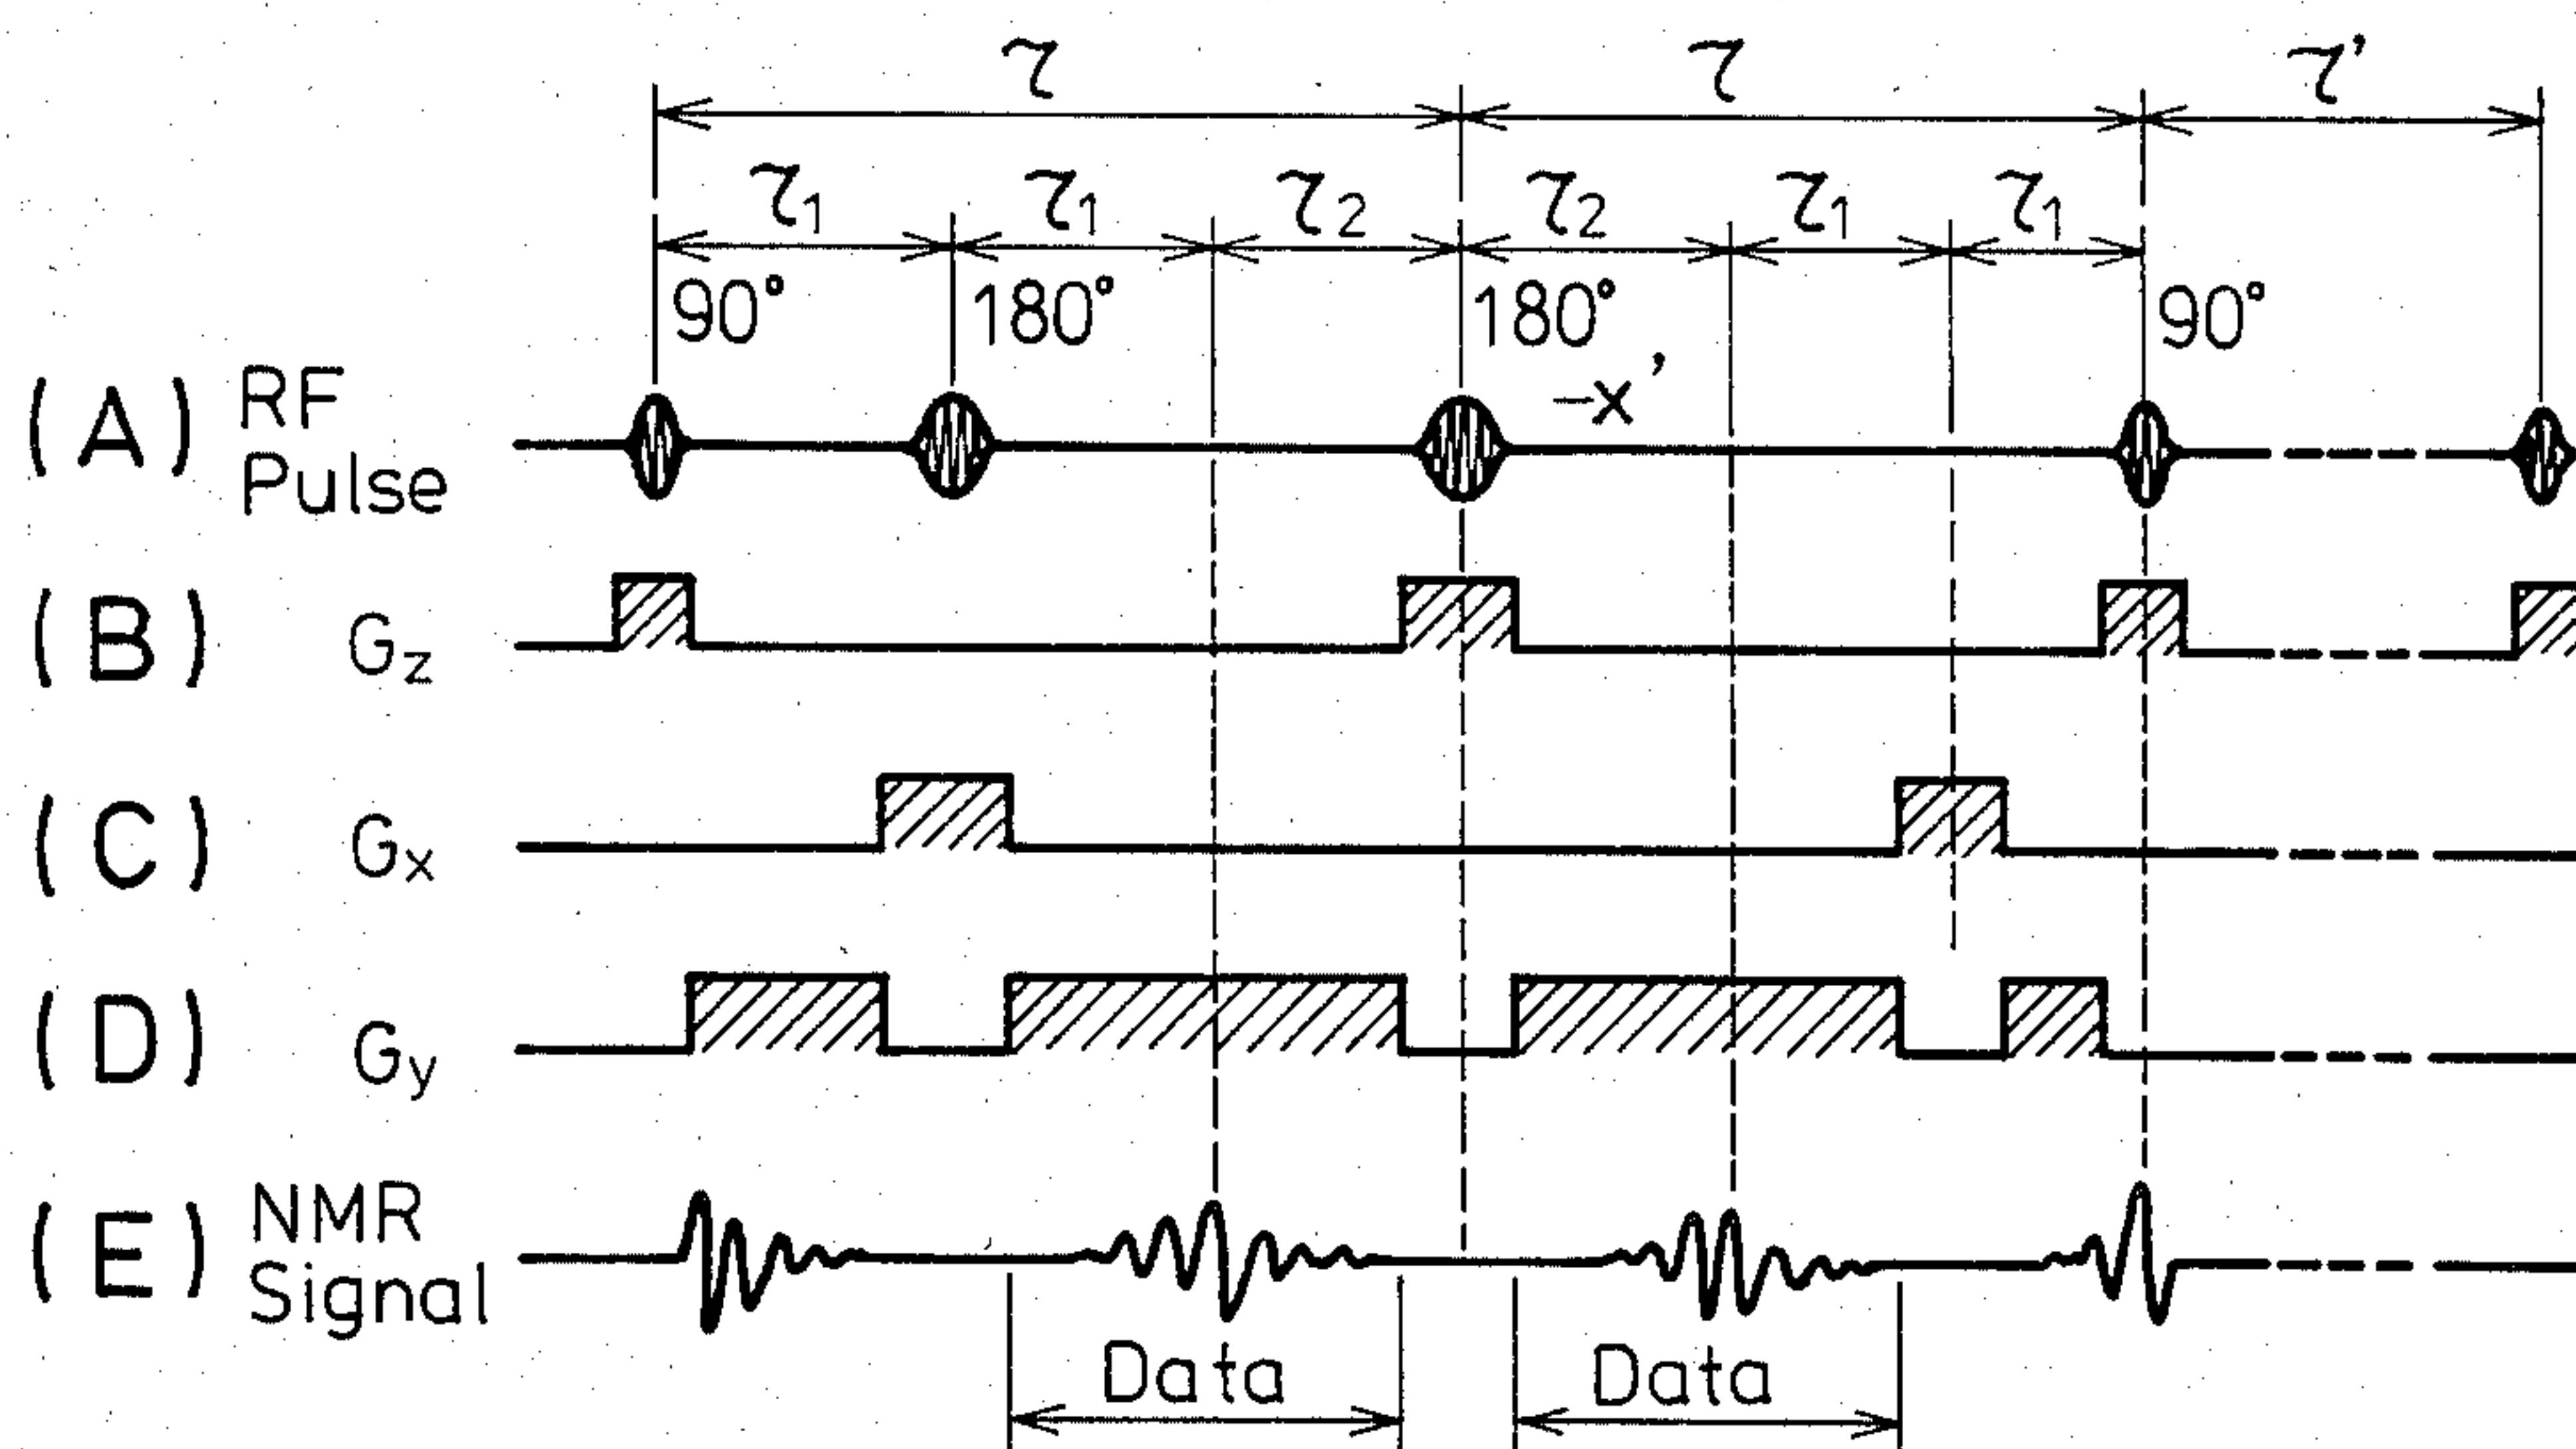 τ τ τ’
τ1 τ1 τ2 τ2 τ1 τ1
90° 180° 180° 90°
-x’
(A) RF Pulse
(B) Gz
(C) Gx
(D) Gy
(E) NMR Signal
Data Data